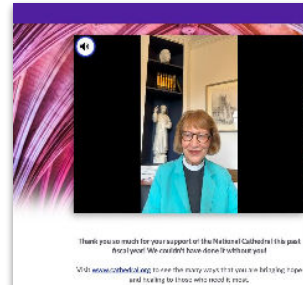 Thank you so much for your support of the National Cathedral this past
fiscal year! We couldn't have done it without you!
Visit www.cathedral.org to see the many ways that you are bringing hope
and healing to those who need it most.